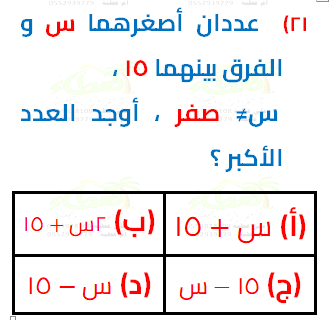 ٢١) عددان أصغرهما س و
الفرق بينهما ١٥ ،
س≠ صفر ، أوجد العدد
الأكبر ؟
(أ) س + ١٥
(ب) ٢س + ١٥
(ج) ١٥ – س
(د) س – ١٥